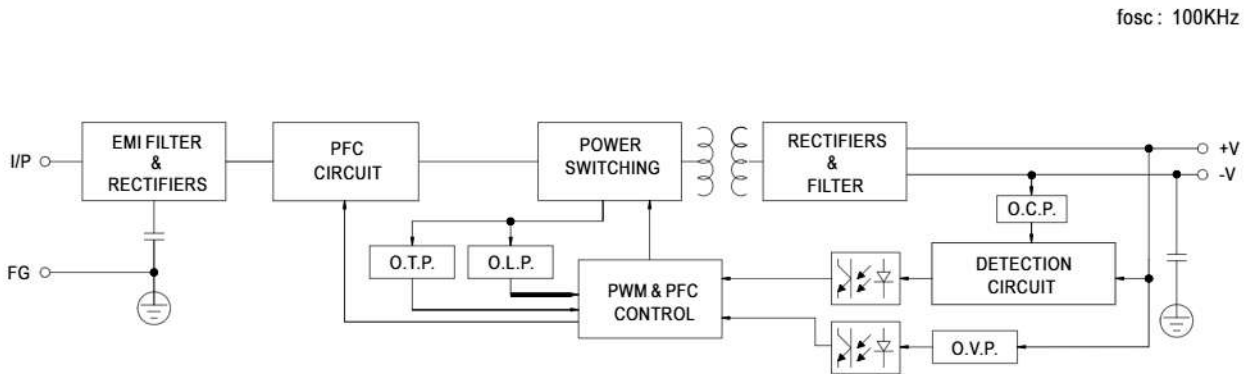 fosc : 100KHz
I/P
EMI FILTER
&
RECTIFIERS
PFC
CIRCUIT
POWER
SWITCHING
RECTIFIERS
&
FILTER
+V
-V
O.C.P.
FG
O.T.P.
O.L.P.
PWM & PFC
CONTROL
DETECTION
CIRCUIT
O.V.P.